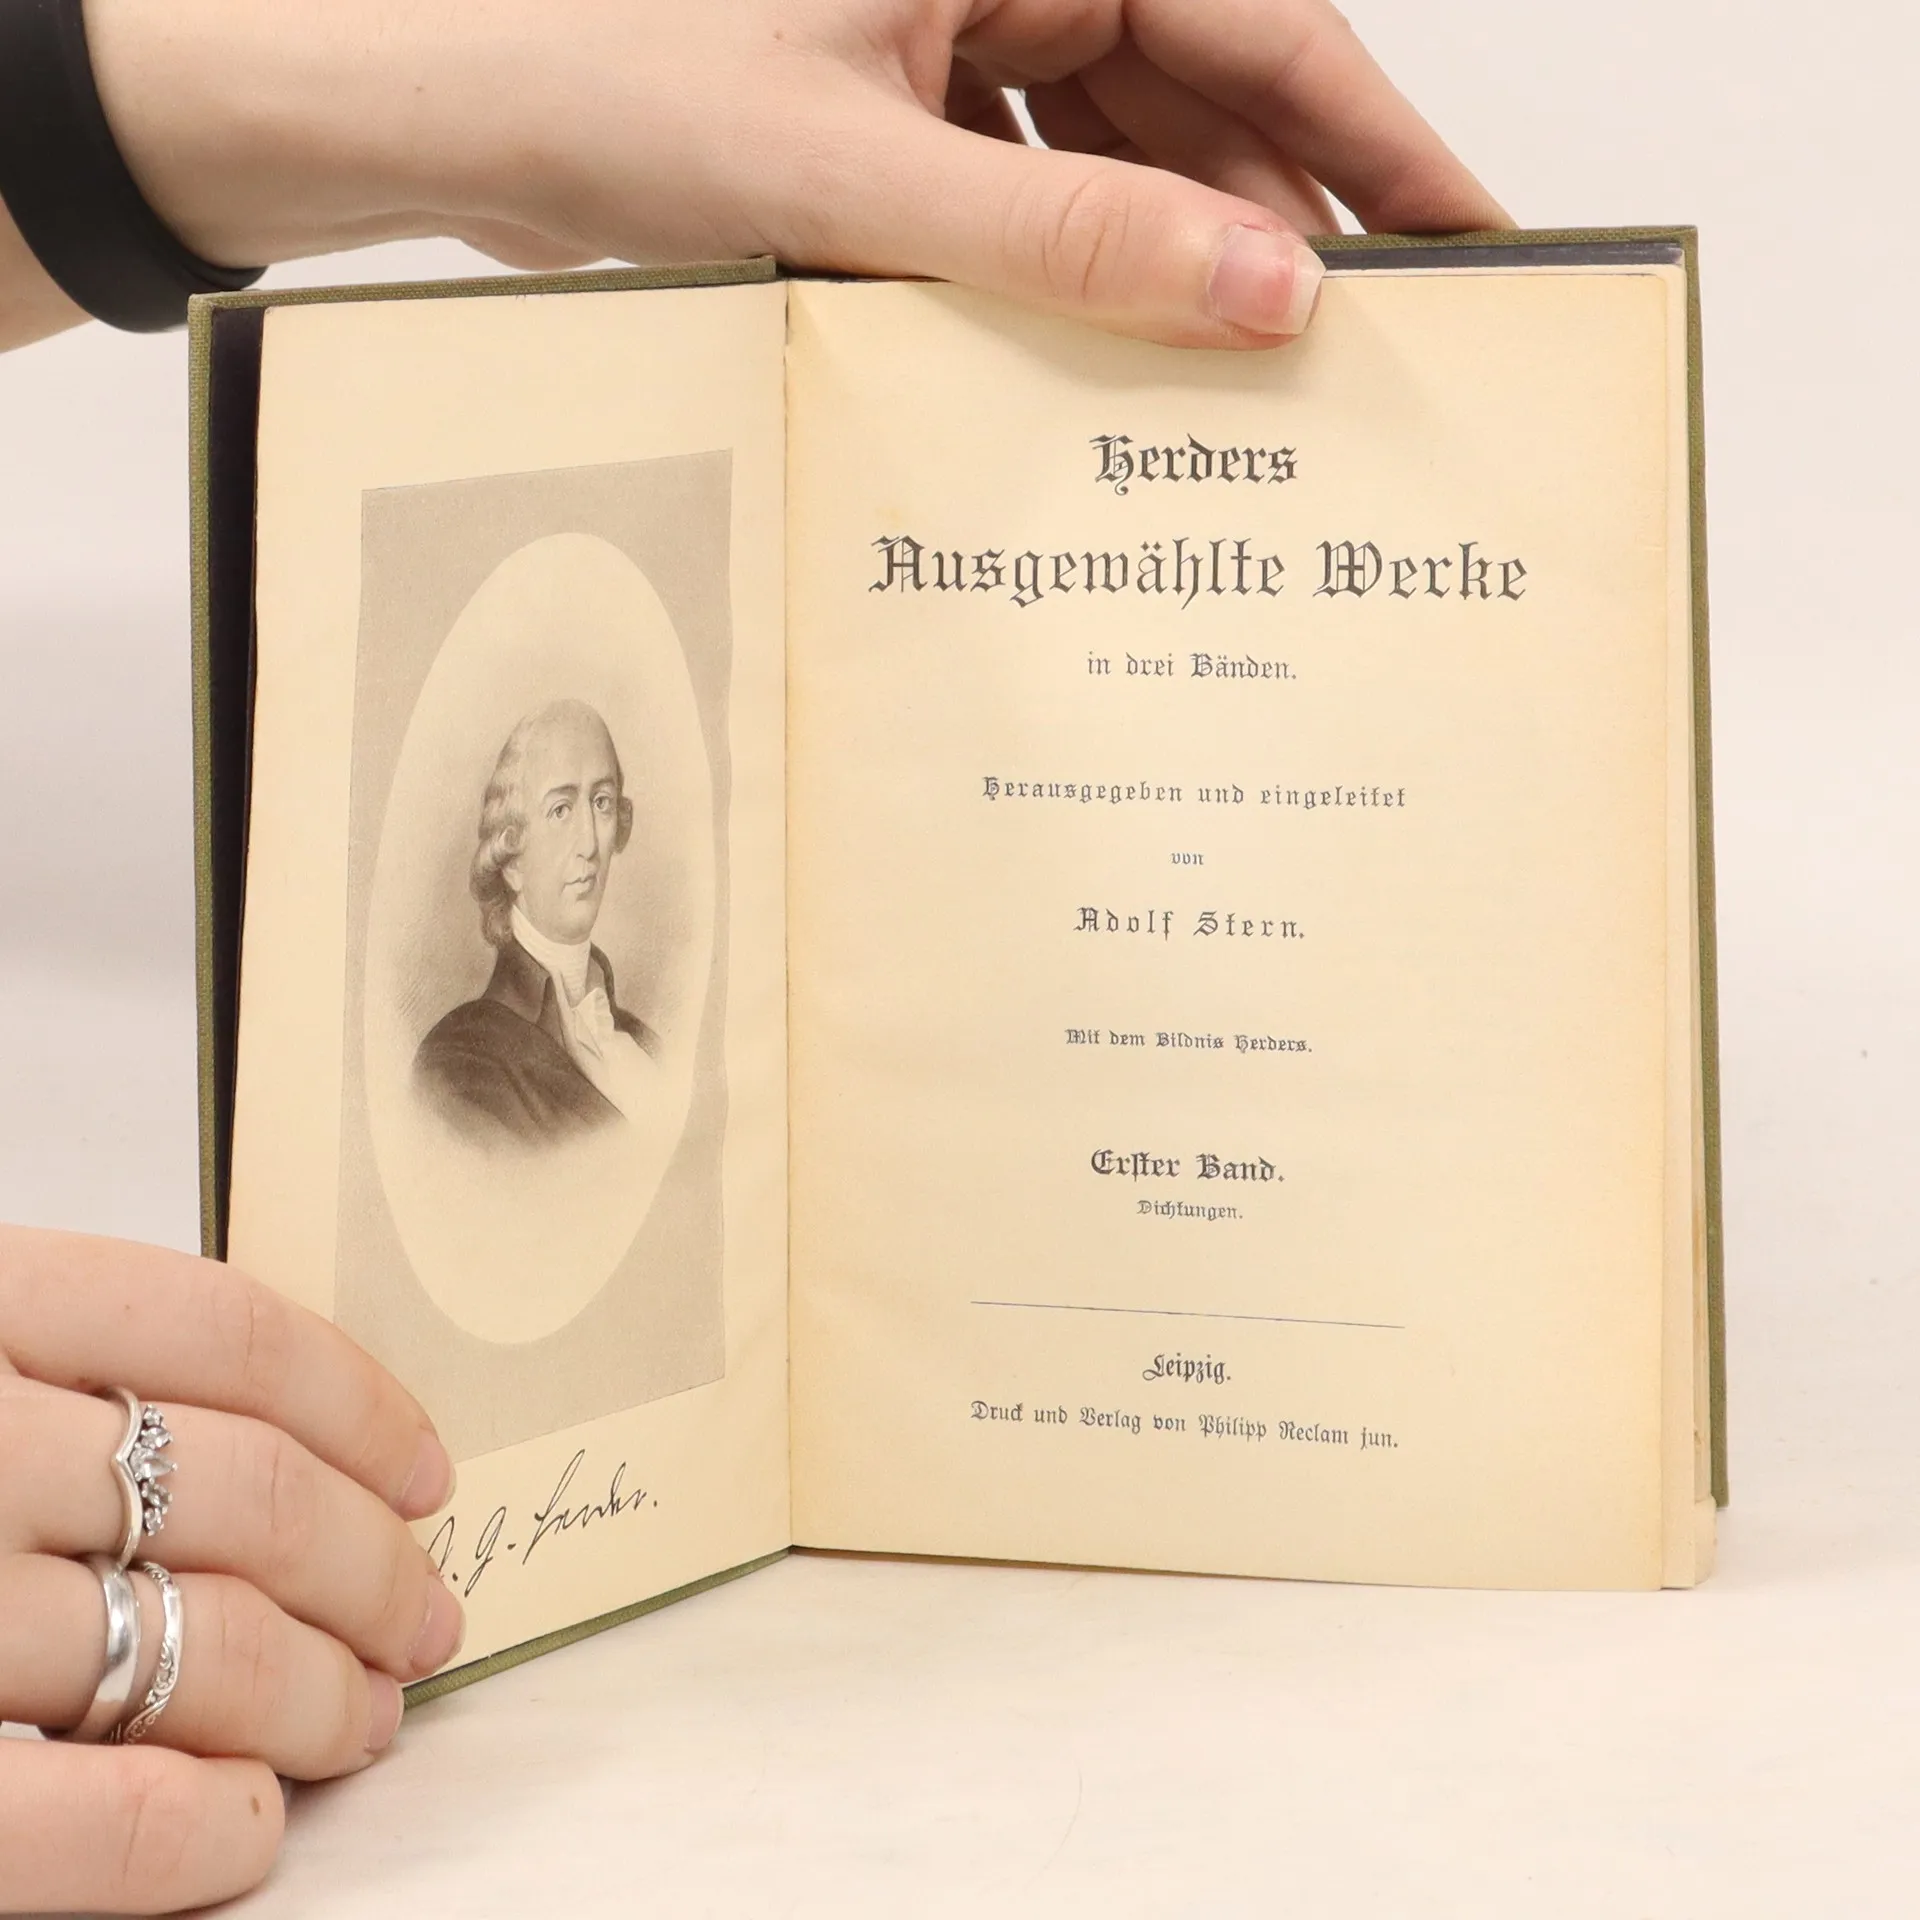 Herders
Ausgewählte Werke
in drei Bänden.
Herausgegeben und eingeleitet
von
Adolf Stern.
Mit dem Bildnis Herders.
Erster Band.
Dichtungen.
Leipzig.
Druck und Verlag von Philipp Reclam jun.
J. G. Herder.